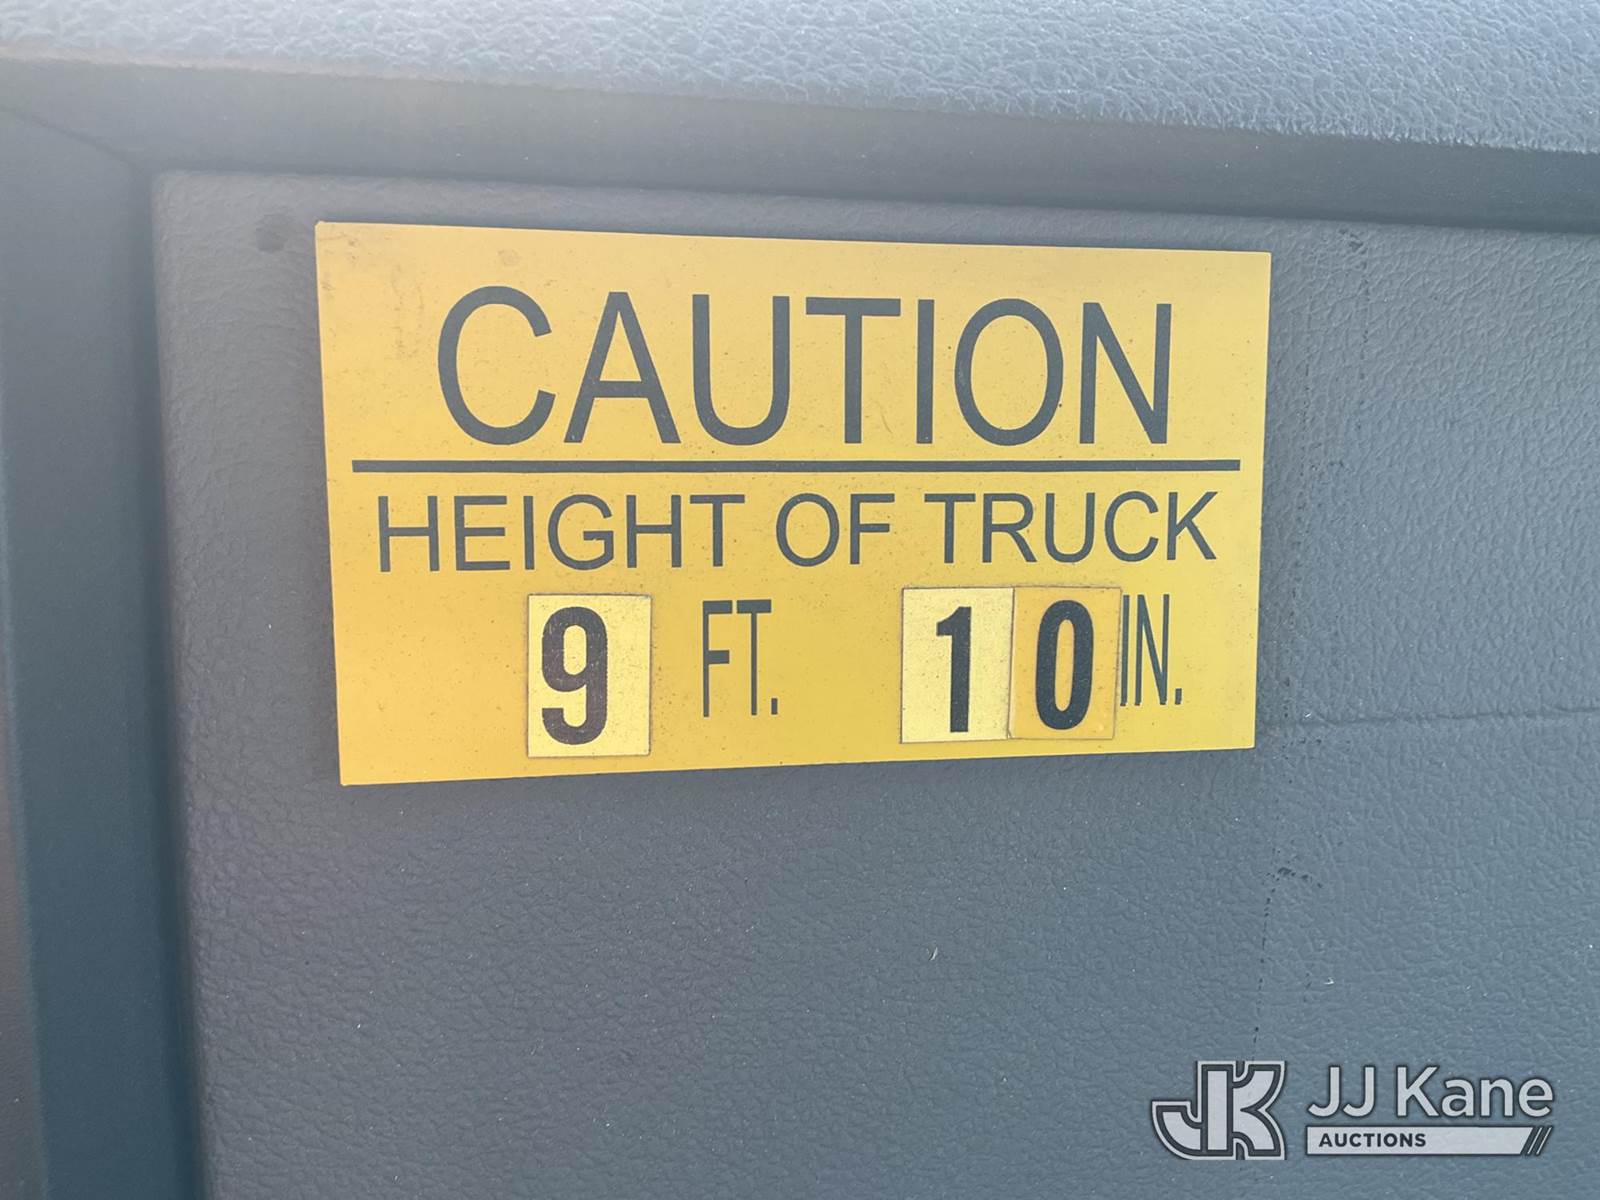 CAUTION
HEIGHT OF TRUCK
9 FT. 10 IN.
JK JJ Kane
AUCTIONS